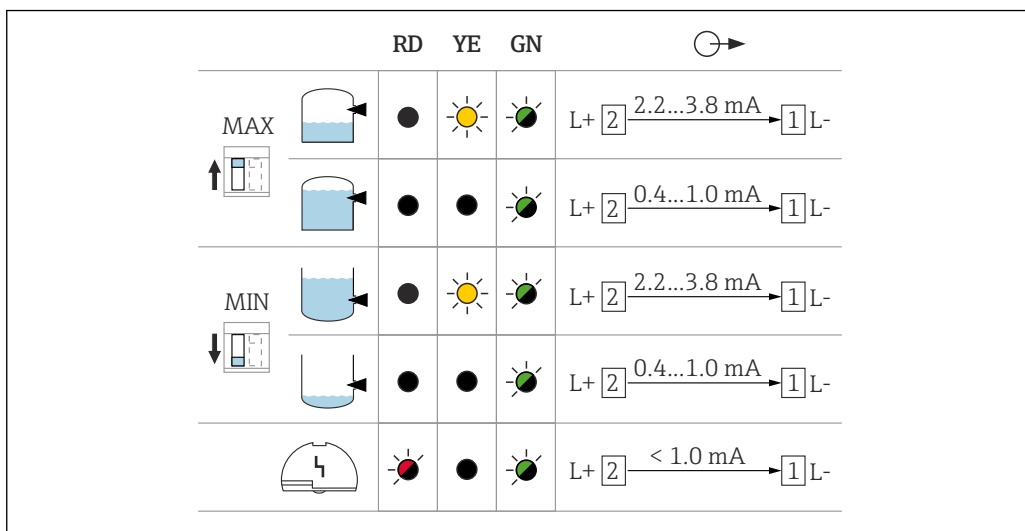 RD YE GN
MAX
L+ 2 2.2...3.8 mA 1 L-
L+ 2 0.4...1.0 mA 1 L-
MIN
L+ 2 2.2...3.8 mA 1 L-
L+ 2 0.4...1.0 mA 1 L-
L+ 2 < 1.0 mA 1 L-